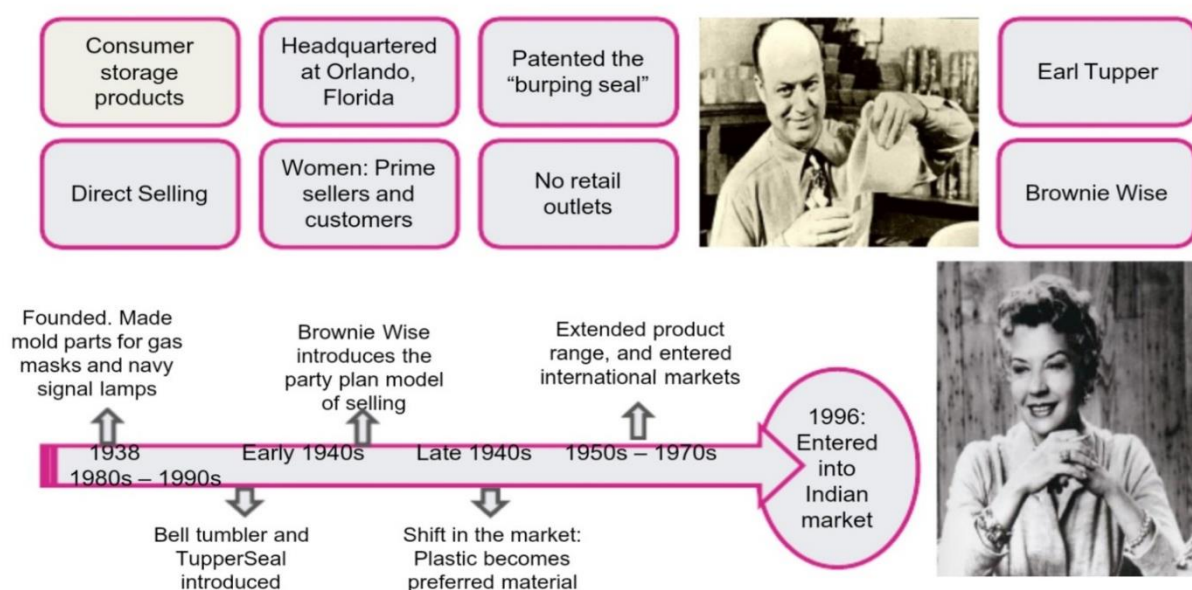 Consumer
storage
products
Headquartered
at Orlando,
Florida
Patented the
“burping seal”
Earl Tupper
Direct Selling
Women: Prime
sellers and
customers
No retail
outlets
Brownie Wise
Founded. Made
mold parts for gas
masks and navy
signal lamps
Brownie Wise
introduces the
party plan model
of selling
Extended product
range, and entered
international markets
1938
Early 1940s
Late 1940s
1950s – 1970s
1980s – 1990s
1996:
Entered
into
Indian
market
Bell tumbler and
TupperSeal
introduced
Shift in the market:
Plastic becomes
preferred material